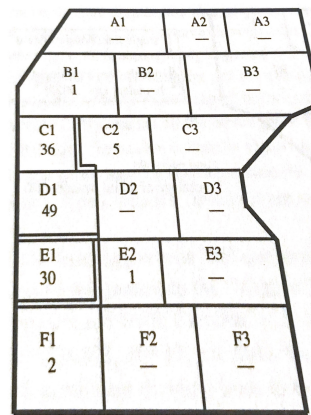 A1 A2 A3
— — —
B1 B2 B3
1 — —
C1 C2 C3
36 5 —
D1 D2 D3
49 — —
E1 E2 E3
30 1 —
F1 F2 F3
2 — —